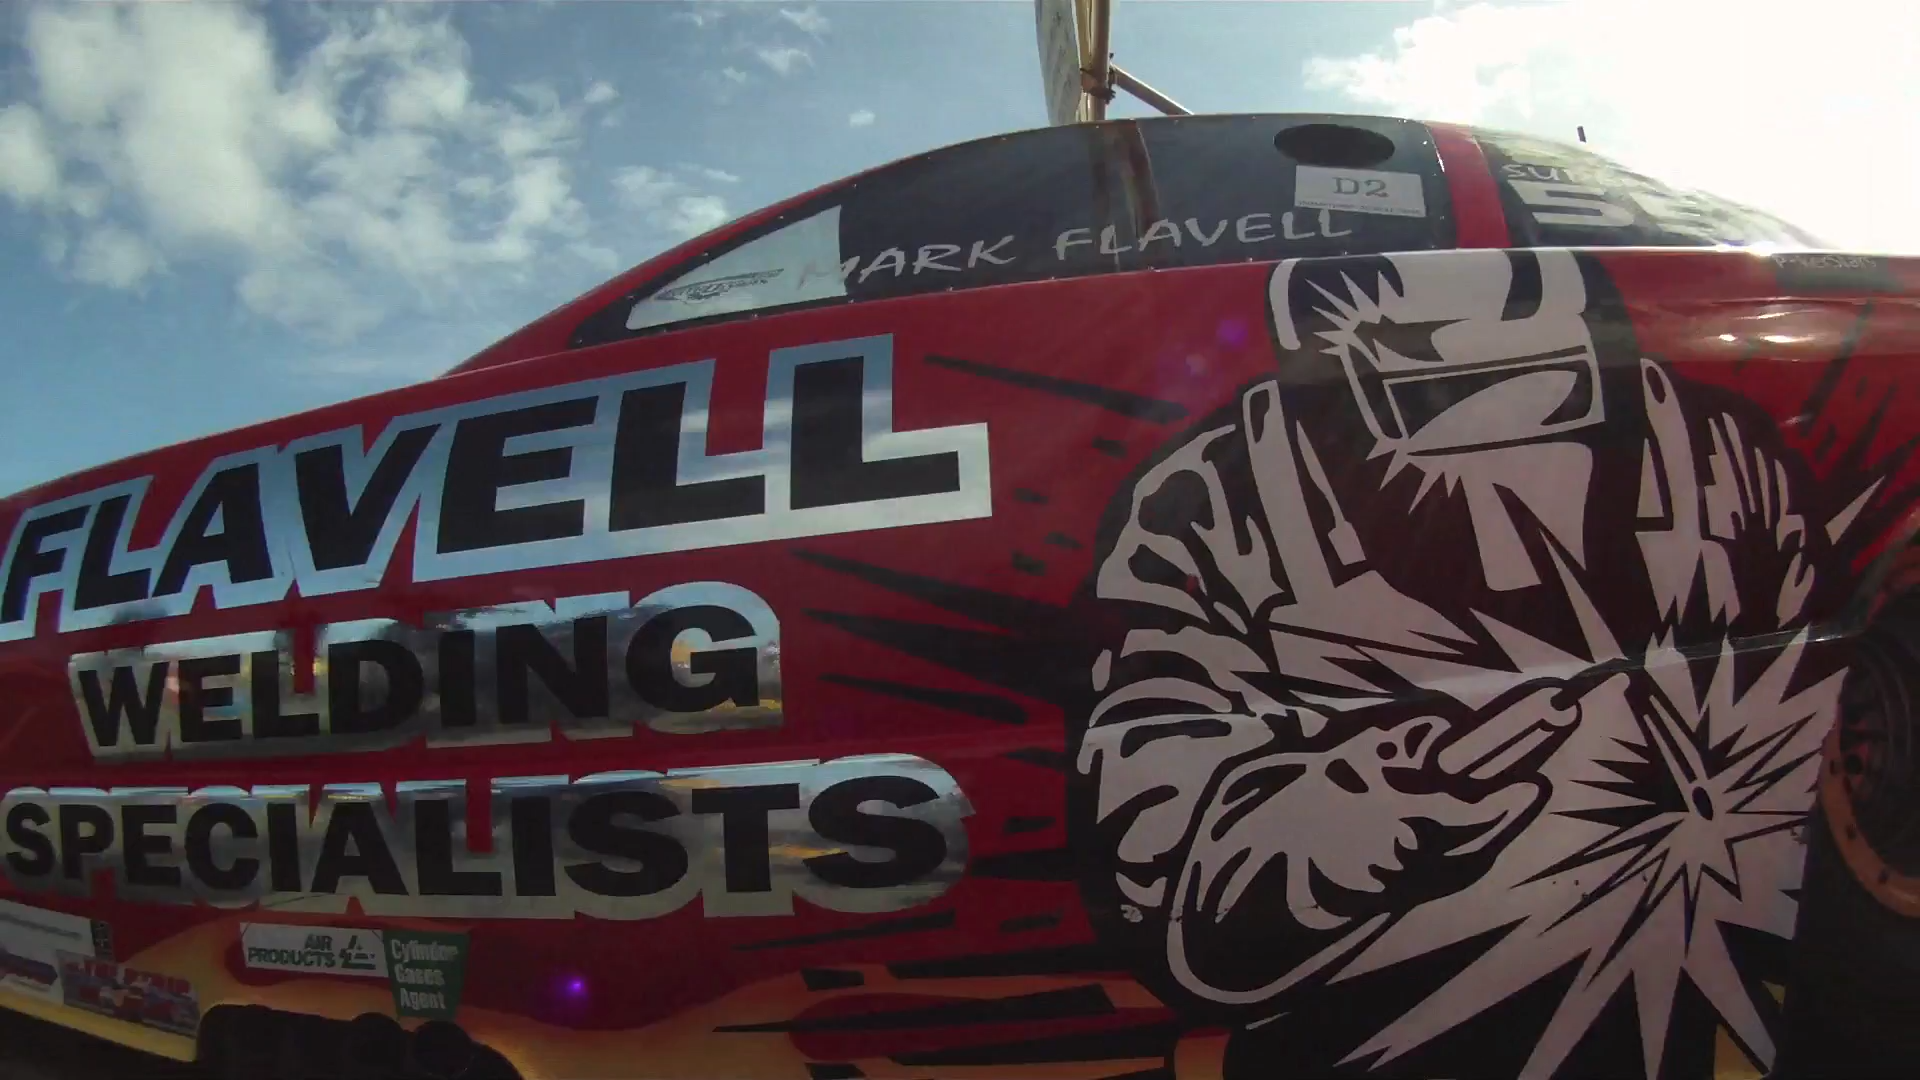 D2
MARK FLAVELL
FLAVELL
WELDING
SPECIALISTS
AIR
PRODUCTS
Cylinder
Gases
Agent